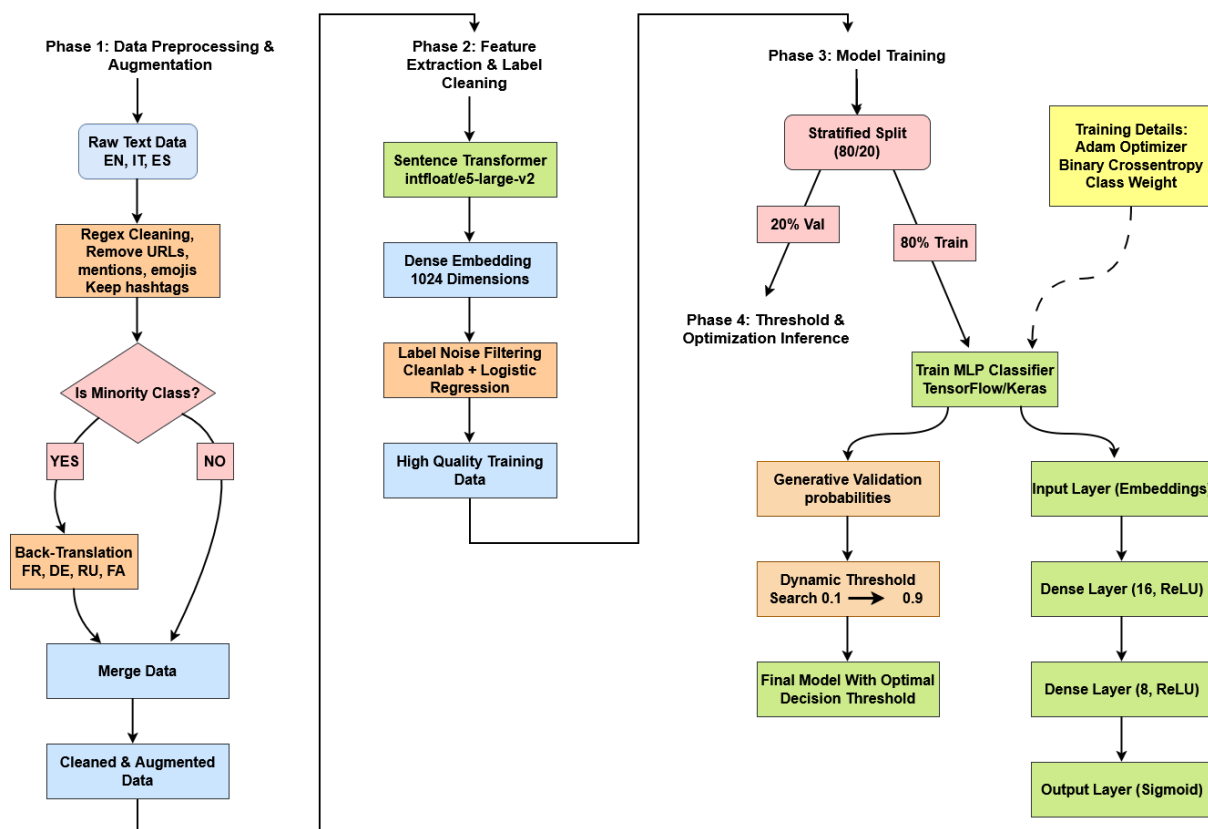 Phase 1: Data Preprocessing &
Augmentation
Raw Text Data
EN, IT, ES
Regex Cleaning,
Remove URLs,
mentions, emojis
Keep hashtags
Is Minority Class?
YES
NO
Back-Translation
FR, DE, RU, FA
Merge Data
Cleaned & Augmented
Data
Phase 2: Feature
Extraction & Label
Cleaning
Sentence Transformer
intfloat/e5-large-v2
Dense Embedding
1024 Dimensions
Label Noise Filtering
Cleanlab + Logistic
Regression
High Quality Training
Data
Phase 3: Model Training
Stratified Split
(80/20)
20% Val
80% Train
Phase 4: Threshold &
Optimization Inference
Training Details:
Adam Optimizer
Binary Crossentropy
Class Weight
Train MLP Classifier
TensorFlow/Keras
Generative Validation
probabilities
Dynamic Threshold
Search 0.1 0.9
Final Model With Optimal
Decision Threshold
Input Layer (Embeddings)
Dense Layer (16, ReLU)
Dense Layer (8, ReLU)
Output Layer (Sigmoid)